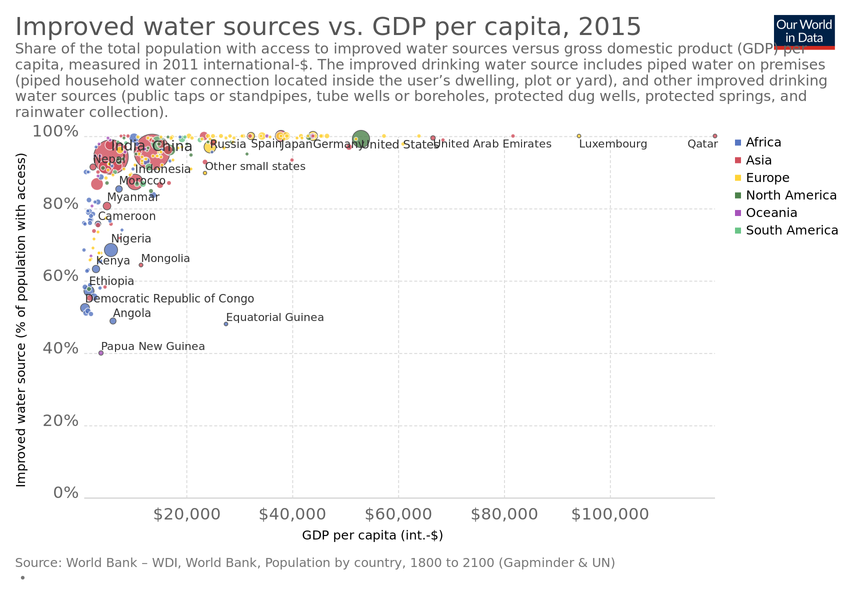 Improved water sources vs. GDP per capita, 2015
Our World
in Data
Share of the total population with access to improved water sources versus gross domestic product (GDP) per
capita, measured in 2011 international-$. The improved drinking water source includes piped water on premises
(piped household water connection located inside the user's dwelling, plot or yard), and other improved drinking
water sources (public taps or standpipes, tube wells or boreholes, protected dug wells, protected springs, and
rainwater collection).
Improved water source (% of population with access)
100%
80%
60%
40%
20%
0%
India
China
Russia
Spain
Japan
Germany
United States
United Arab Emirates
Luxembourg
Qatar
Nepal
Indonesia
Other small states
Morocco
Myanmar
Cameroon
Nigeria
Kenya
Mongolia
Ethiopia
Democratic Republic of Congo
Angola
Equatorial Guinea
Papua New Guinea
Africa
Asia
Europe
North America
Oceania
South America
$20,000
$40,000
$60,000
$80,000
$100,000
GDP per capita (int.-$)
Source: World Bank – WDI, World Bank, Population by country, 1800 to 2100 (Gapminder & UN)
•